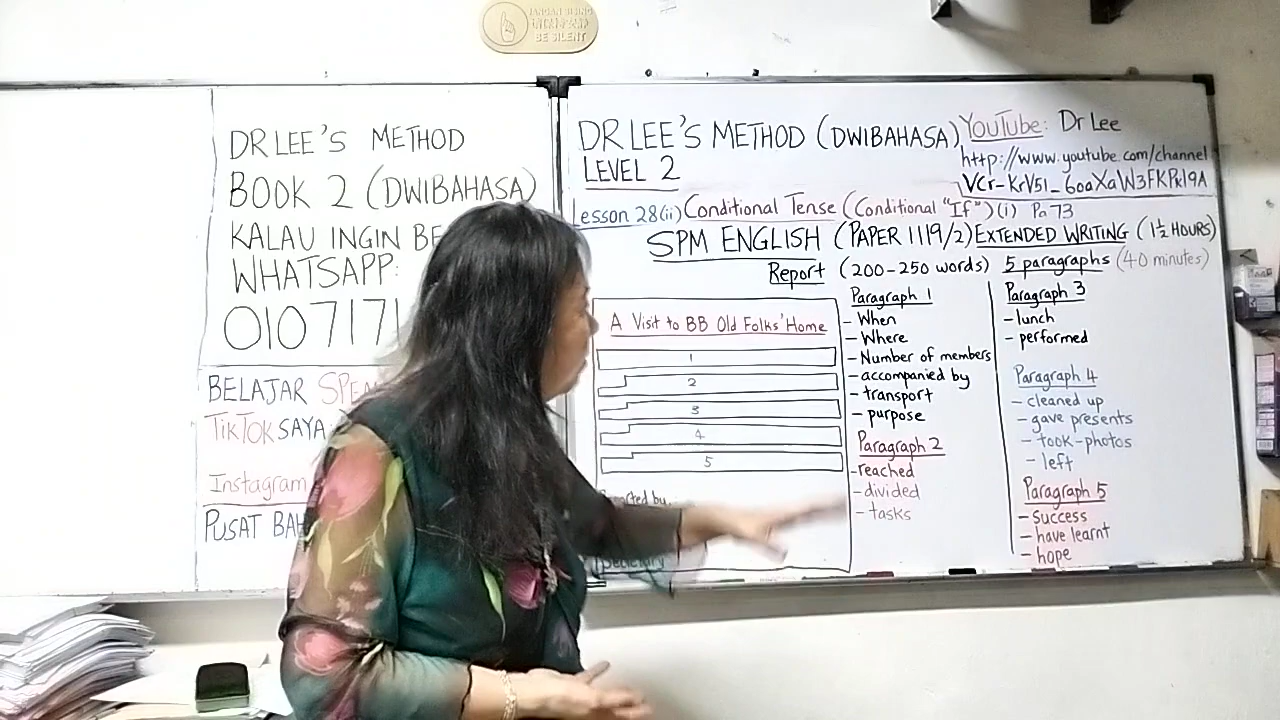 JANGAN BISING
BE SILENT
DR LEE'S METHOD
BOOK 2 (DWIBAHASA)
KALAU INGIN
WHATSAPP:
BELAJAR
TikTok SAYA
Instagram
PUSAT
DR LEE'S METHOD (DWIBAHASA)
LEVEL 2
YouTube: Dr Lee
http://www.youtube.com/channel
Lesson 28(ii) Conditional Tense (Conditional "If")(i) Pa 73
SPM ENGLISH (PAPER 1119/2) EXTENDED WRITING (1½ HOURS)
Report (200-250 words) 5 paragraphs (40 minutes)
A Visit to BB Old Folks' Home
1
2
3
4
5
Secretary
Paragraph 1
- When
- Where
- Number of members
- accompanied by
- transport
- purpose
Paragraph 2
- reached
- divided
- tasks
Paragraph 3
- lunch
- performed
Paragraph 4
- cleaned up
- gave presents
- took-photos
- left
Paragraph 5
- success
- have learnt
- hope